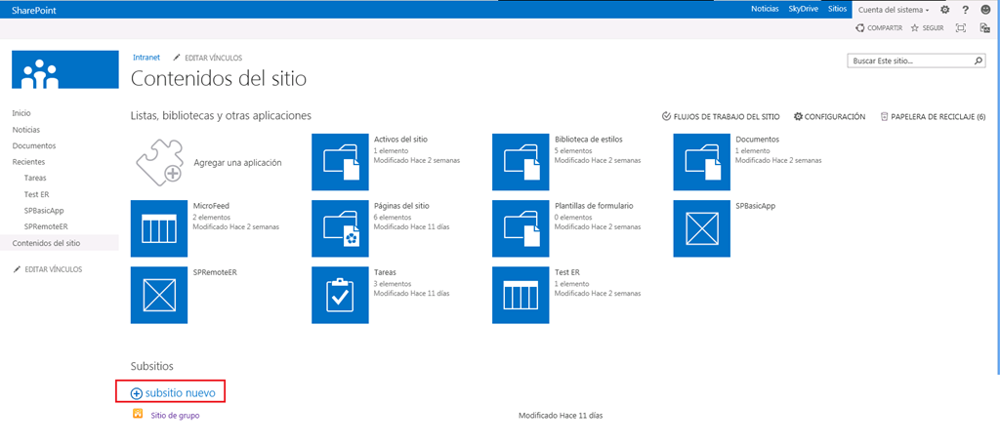 SharePoint
Noticias SkyDrive Sitios Cuenta del sistema ?
COMPARTIR SEGUIR
Intranet EDITAR VÍNCULOS
Contenidos del sitio
Buscar Este sitio...
Inicio
Noticias
Documentos
Recientes
Tareas
Test ER
SPBasicApp
SPRemoteER
Contenidos del sitio
EDITAR VÍNCULOS
Listas, bibliotecas y otras aplicaciones
FLUJOS DE TRABAJO DEL SITIO CONFIGURACIÓN PAPELERA DE RECICLAJE (6)
Agregar una aplicación
Activos del sitio
1 elemento
Modificado Hace 2 semanas
Biblioteca de estilos
5 elementos
Modificado Hace 2 semanas
Documentos
1 elemento
Modificado Hace 2 semanas
MicroFeed
2 elementos
Modificado Hace 2 semanas
Páginas del sitio
6 elementos
Modificado Hace 11 días
Plantillas de formulario
0 elementos
Modificado Hace 2 semanas
SPBasicApp
SPRemoteER
Tareas
3 elementos
Modificado Hace 11 días
Test ER
1 elemento
Modificado Hace 2 semanas
Subsitios
subsitio nuevo
Sitio de grupo Modificado Hace 11 días